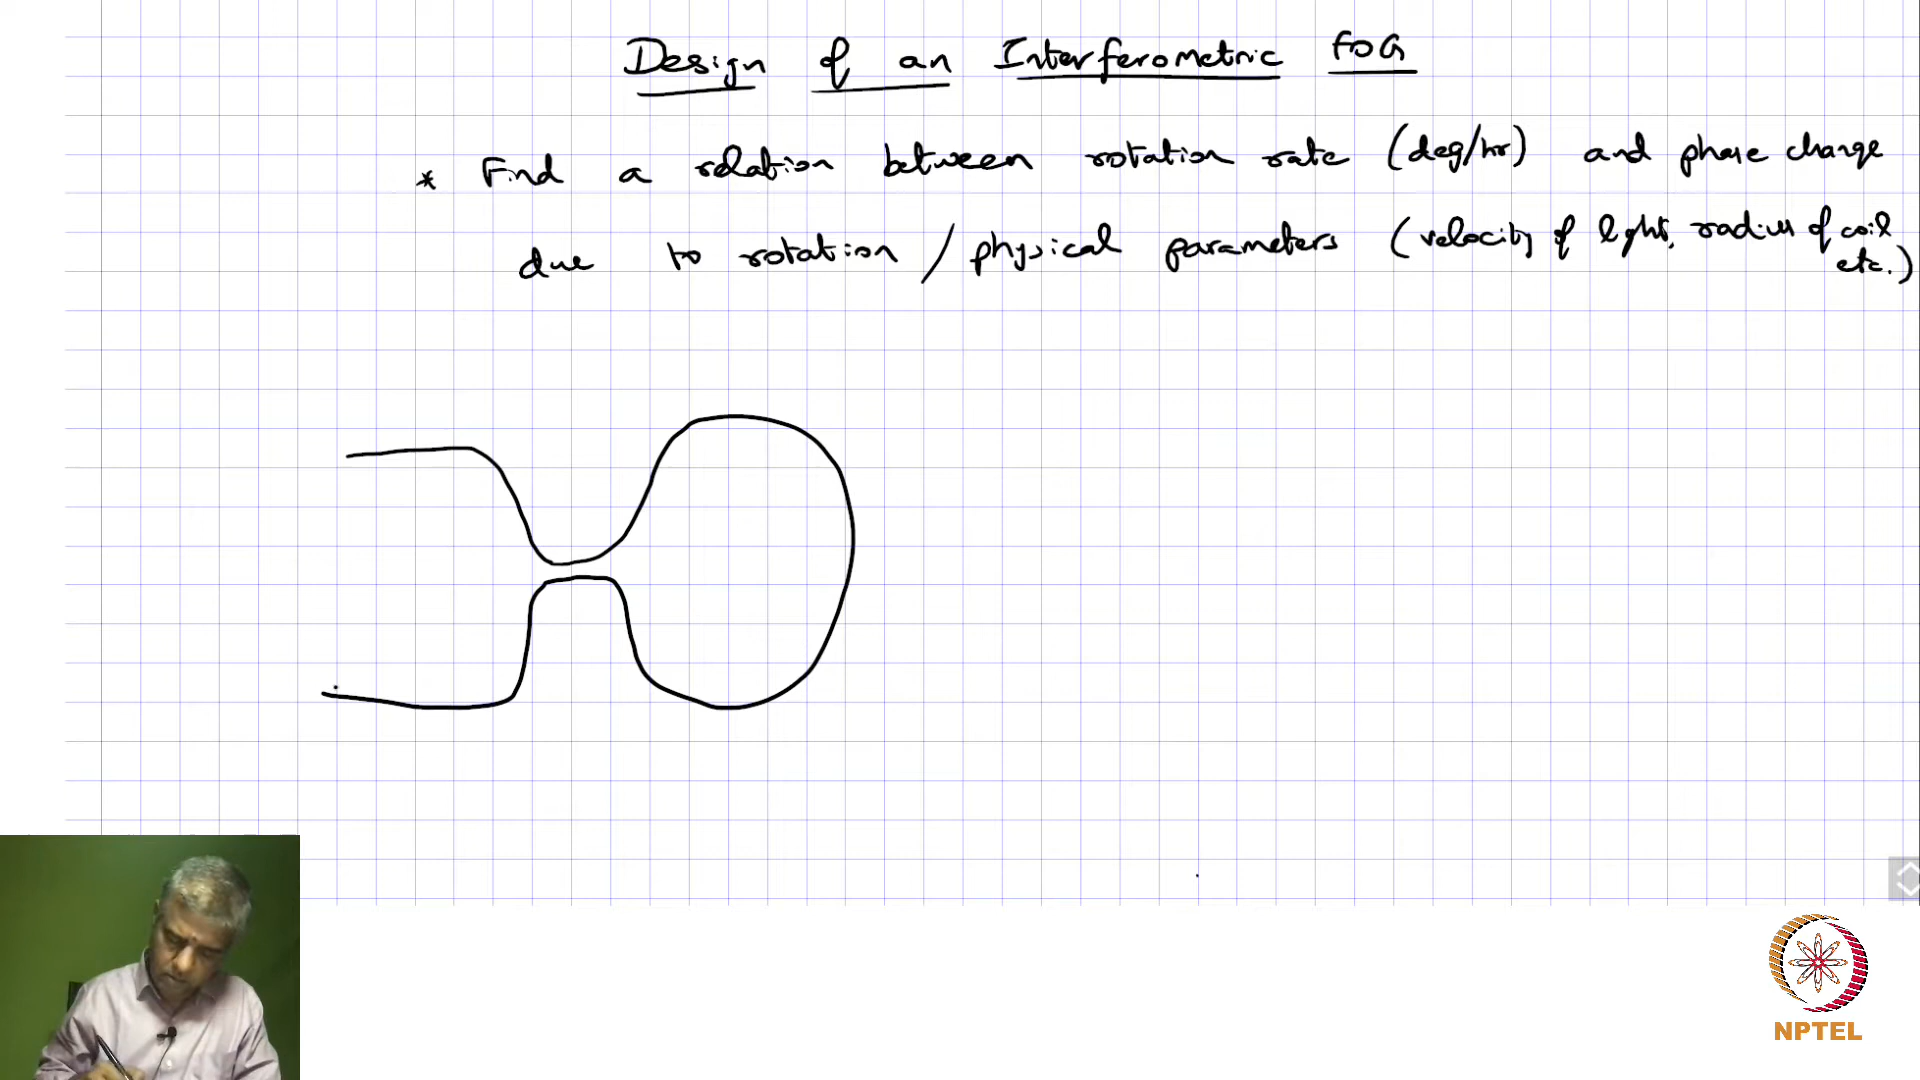 Design of an Interferometric FOG
* Find a relation between rotation rate (deg/hr) and phase change
due to rotation / physical parameters (velocity of light, radius of coil
etc.)
NPTEL